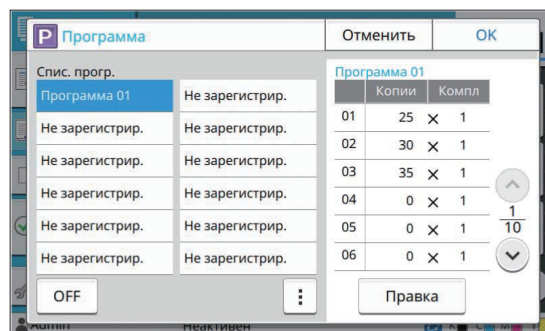 P Программа
Отменить
OK
Спис. прогр.
Программа 01
Не зарегистрир.
Не зарегистрир.
Не зарегистрир.
Не зарегистрир.
Не зарегистрир.
Не зарегистрир.
Не зарегистрир.
Не зарегистрир.
Не зарегистрир.
Не зарегистрир.
Не зарегистрир.
OFF
Программа 01
Копии Компл
01 25 × 1
02 30 × 1
03 35 × 1
04 0 × 1
05 0 × 1
06 0 × 1
1
10
Правка
Admin Неактивен